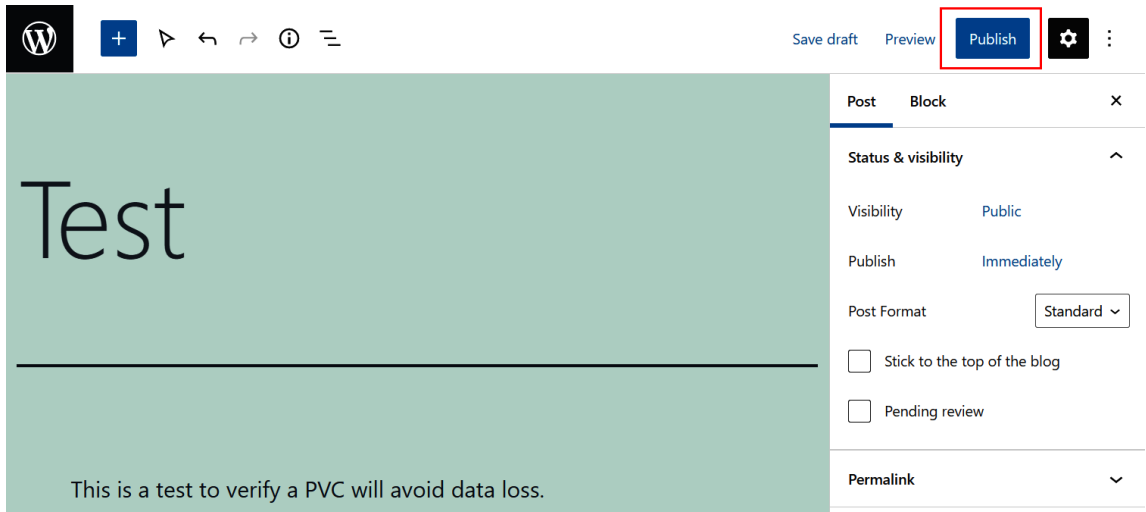 Save draft Preview Publish
Post Block
Status & visibility
Test
Visibility Public
Publish Immediately
Post Format Standard
Stick to the top of the blog
Pending review
Permalink
This is a test to verify a PVC will avoid data loss.